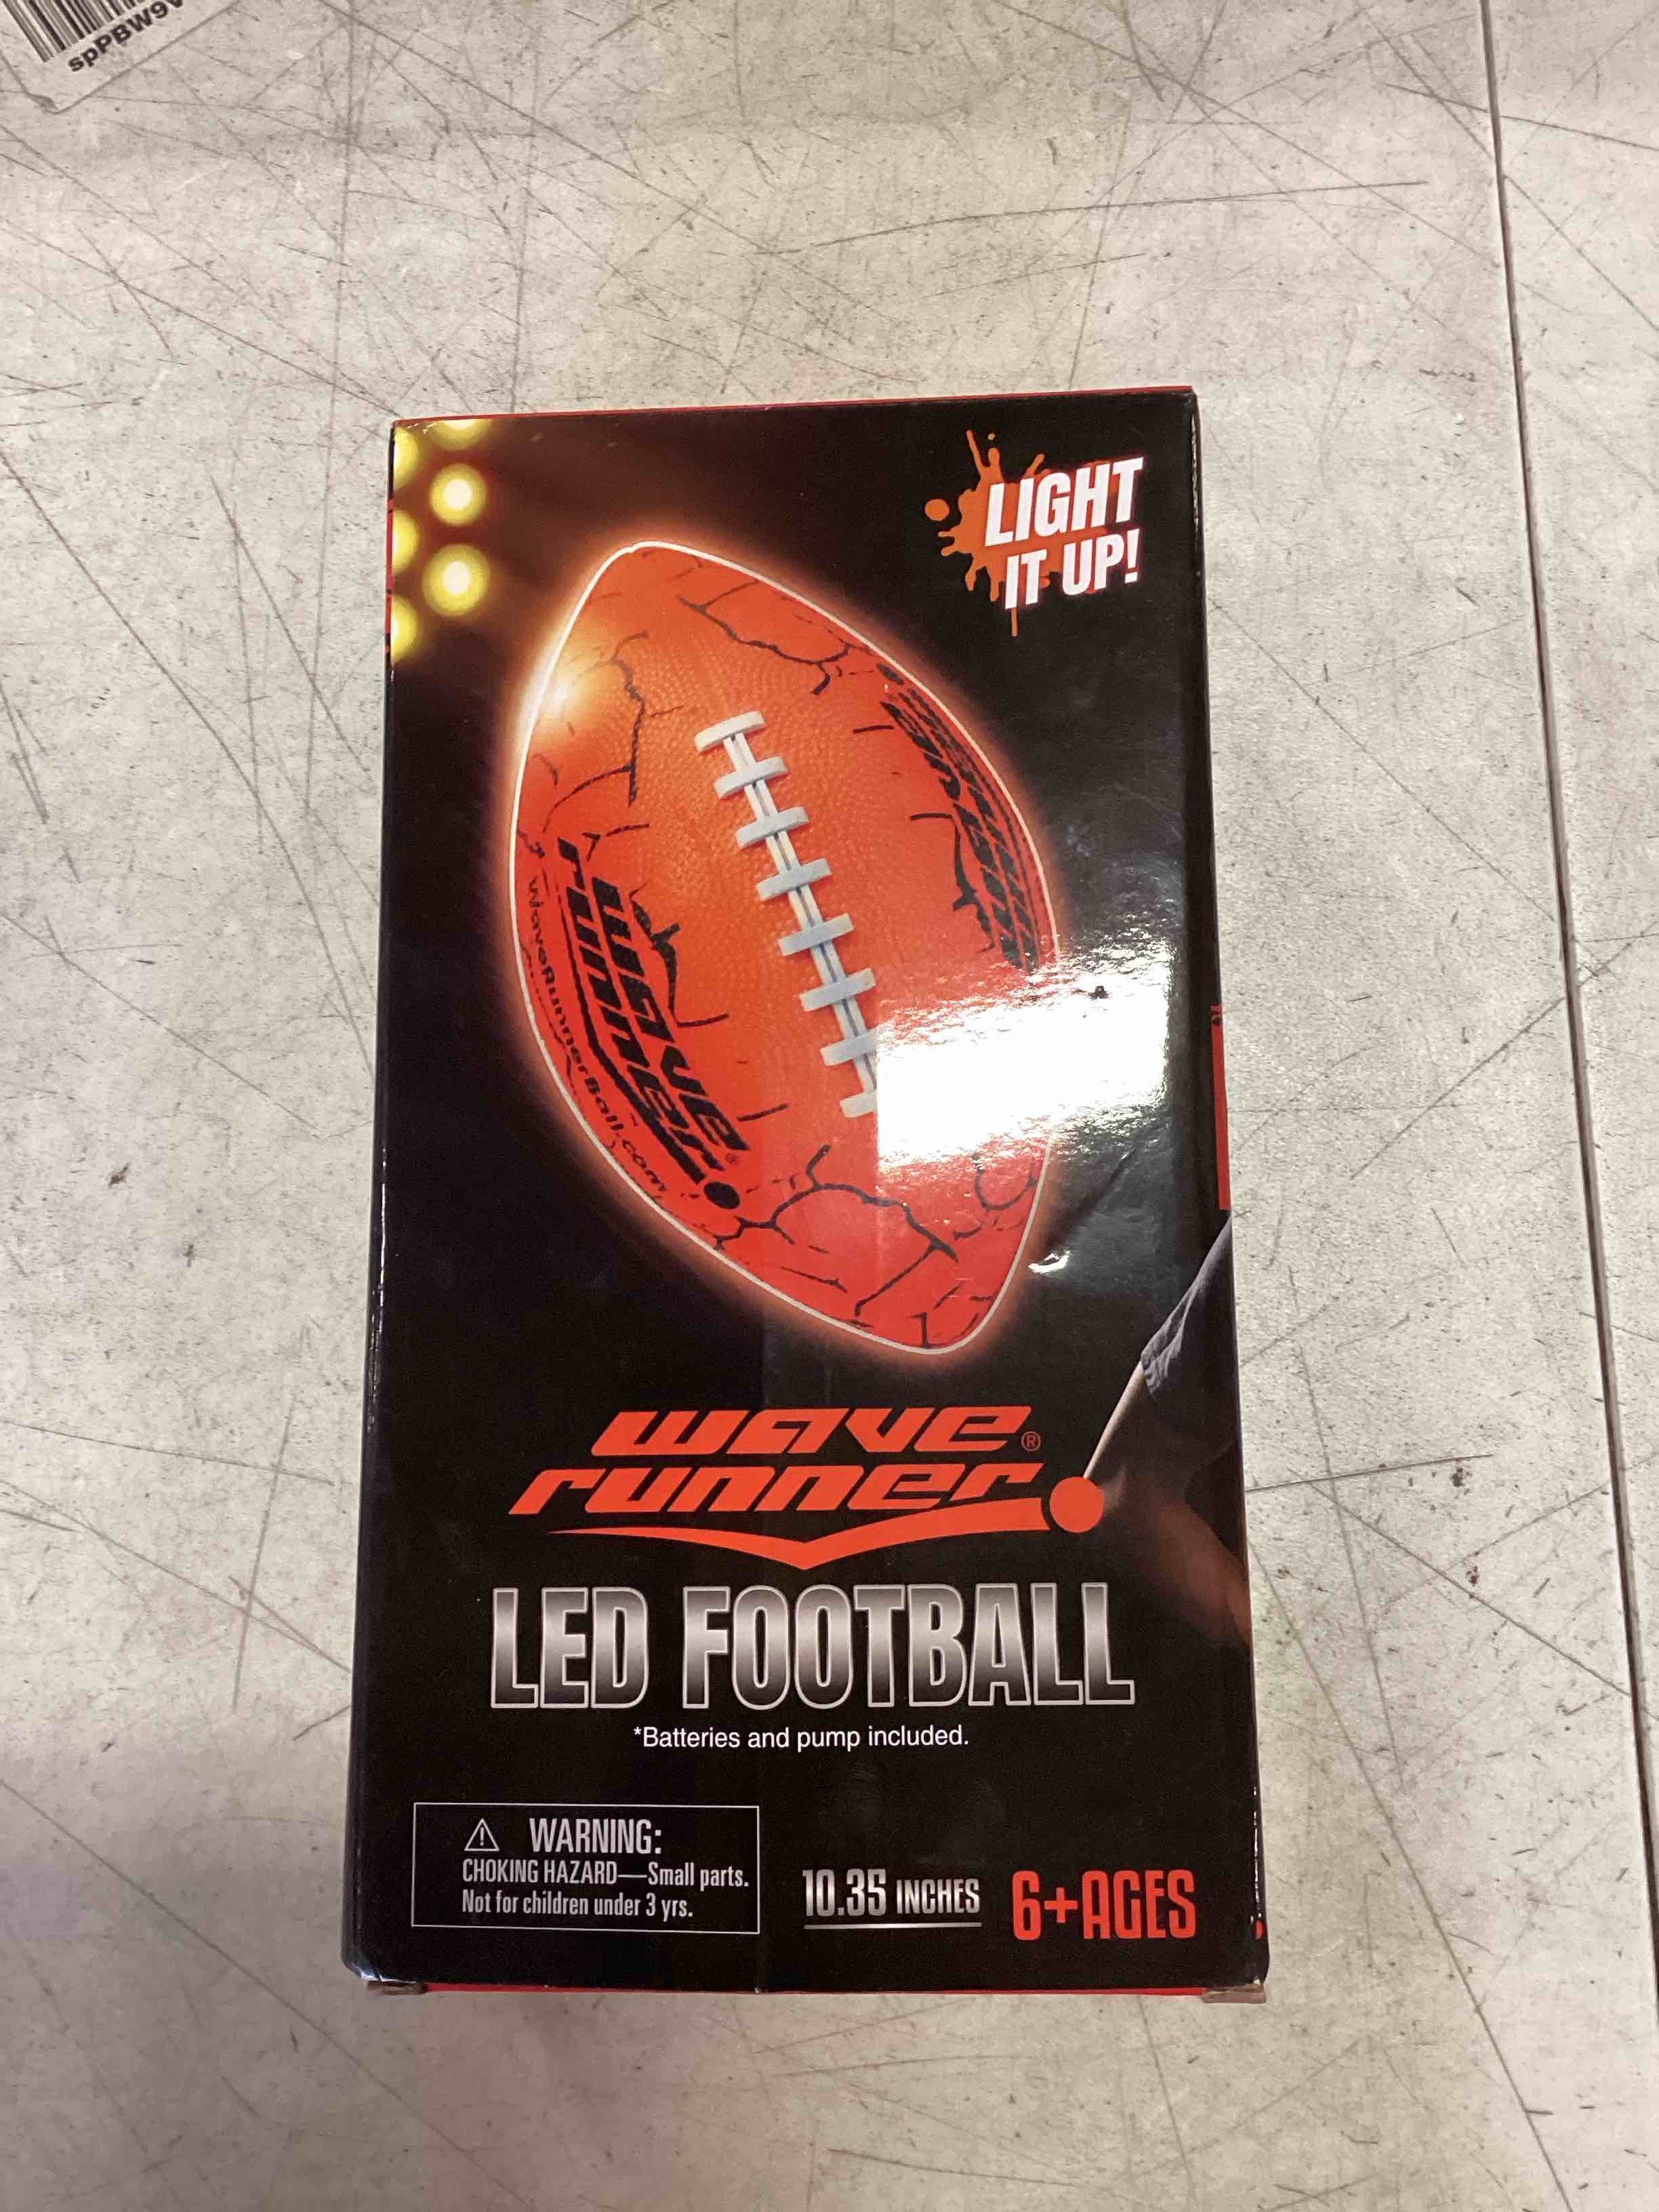 LIGHT
IT UP!
wave
runner
WaveRunnerBall.com
wave®
runner
LED FOOTBALL
*Batteries and pump included.
⚠ WARNING:
CHOKING HAZARD—Small parts.
Not for children under 3 yrs.
10.35 INCHES
6+AGES